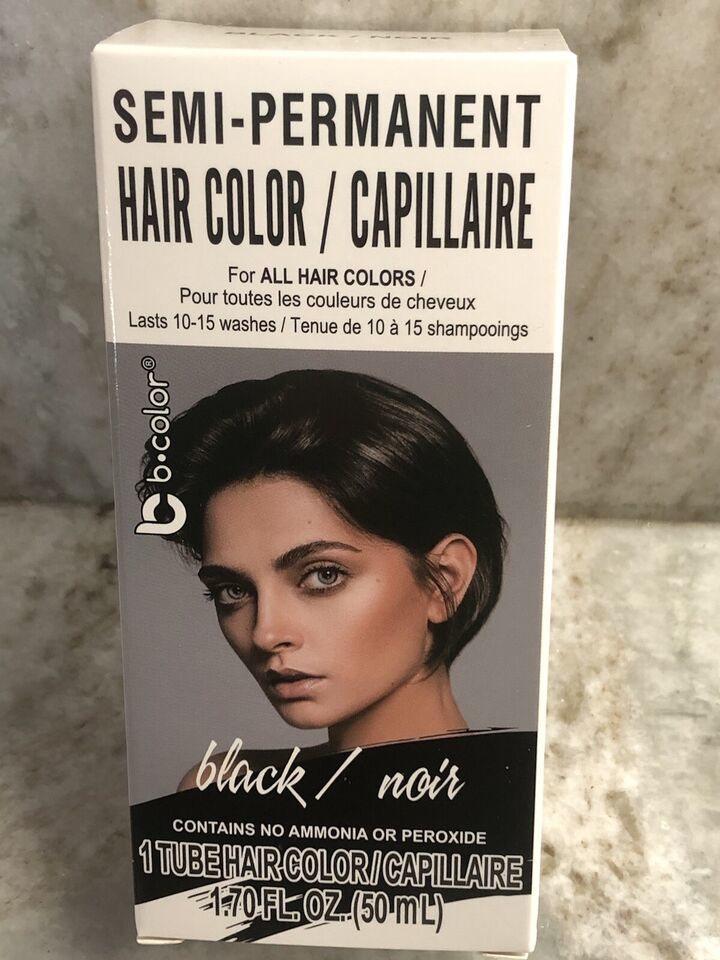 BLACK / NOIR
SEMI-PERMANENT
HAIR COLOR / CAPILLAIRE
For ALL HAIR COLORS /
Pour toutes les couleurs de cheveux
Lasts 10-15 washes / Tenue de 10 à 15 shampooings
b•color®
black / noir
CONTAINS NO AMMONIA OR PEROXIDE
1 TUBE HAIR COLOR / CAPILLAIRE
1.70 FL. OZ. (50 mL)